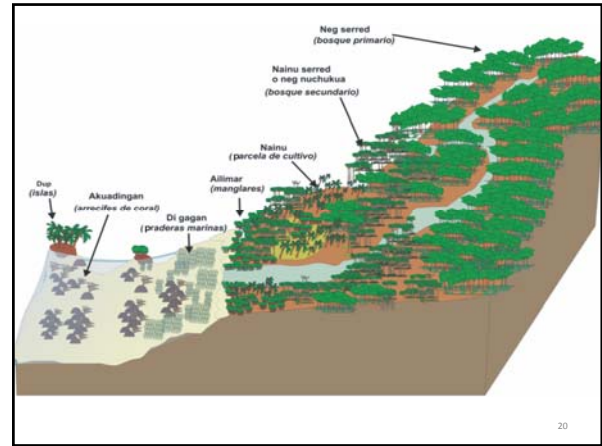 Neg serred
(bosque primario)
Nainu serred
o neg nuchukua
(bosque secundario)
Nainu
(parcela de cultivo)
Ailimar
(manglares)
Di gagan
(praderas marinas)
Akuadingan
(arrecifes de coral)
Dup
(islas)
20